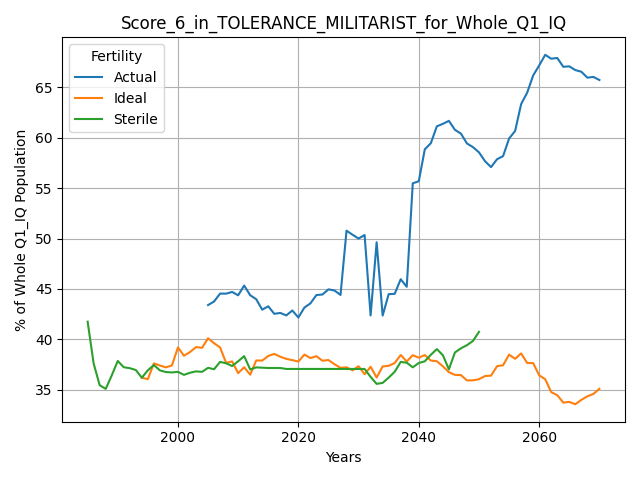 Score_6_in_TOLERANCE_MILITARIST_for_Whole_Q1_IQ
Fertility
Actual
Ideal
Sterile
% of Whole Q1_IQ Population
65
60
55
50
45
40
35
2000
2020
2040
2060
Years